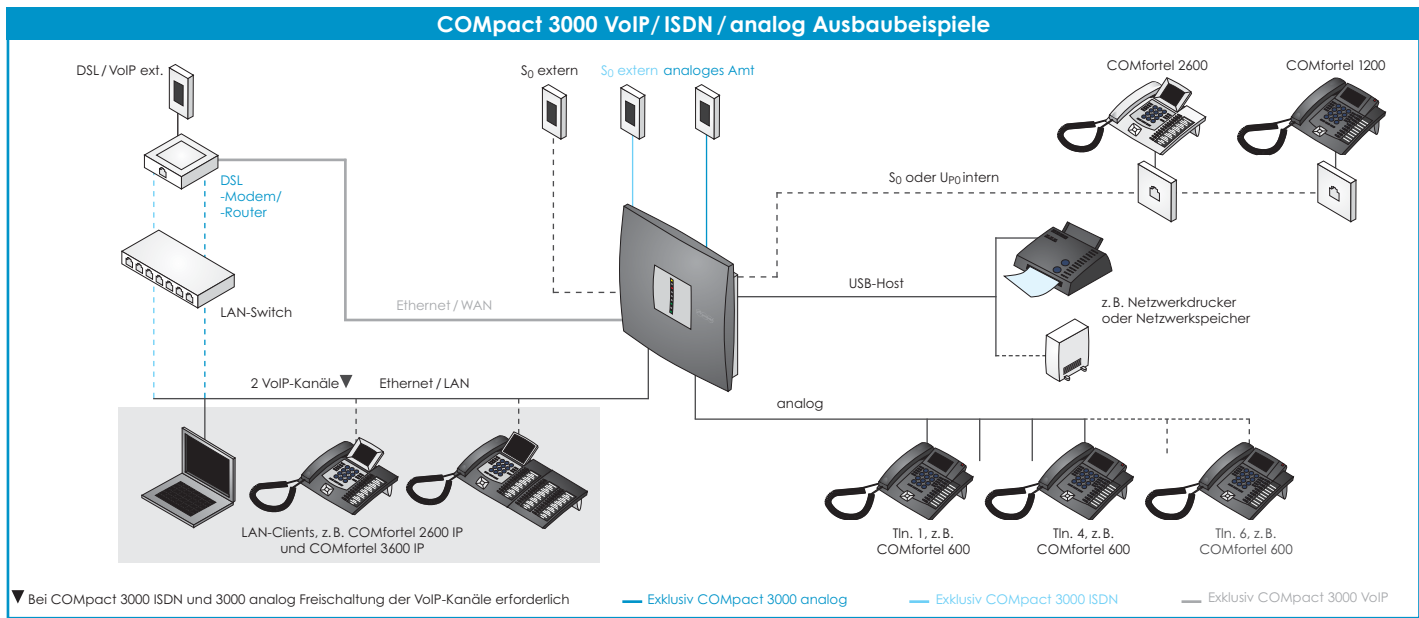 COMpact 3000 VoIP/ ISDN / analog Ausbaubeispiele
DSL / VoIP ext.
S0 extern
S0 extern
analoges Amt
COMfortel 2600
COMfortel 1200
DSL
-Modem/
-Router
S0 oder UP0 intern
LAN-Switch
Ethernet / WAN
USB-Host
z. B. Netzwerkdrucker
oder Netzwerkspeicher
2 VoIP-Kanäle▼
Ethernet / LAN
analog
LAN-Clients, z. B. COMfortel 2600 IP
und COMfortel 3600 IP
Tln. 1, z. B.
COMfortel 600
Tln. 4, z. B.
COMfortel 600
Tln. 6, z. B.
COMfortel 600
▼ Bei COMpact 3000 ISDN und 3000 analog Freischaltung der VoIP-Kanäle erforderlich
Exklusiv COMpact 3000 analog
Exklusiv COMpact 3000 ISDN
Exklusiv COMpact 3000 VoIP